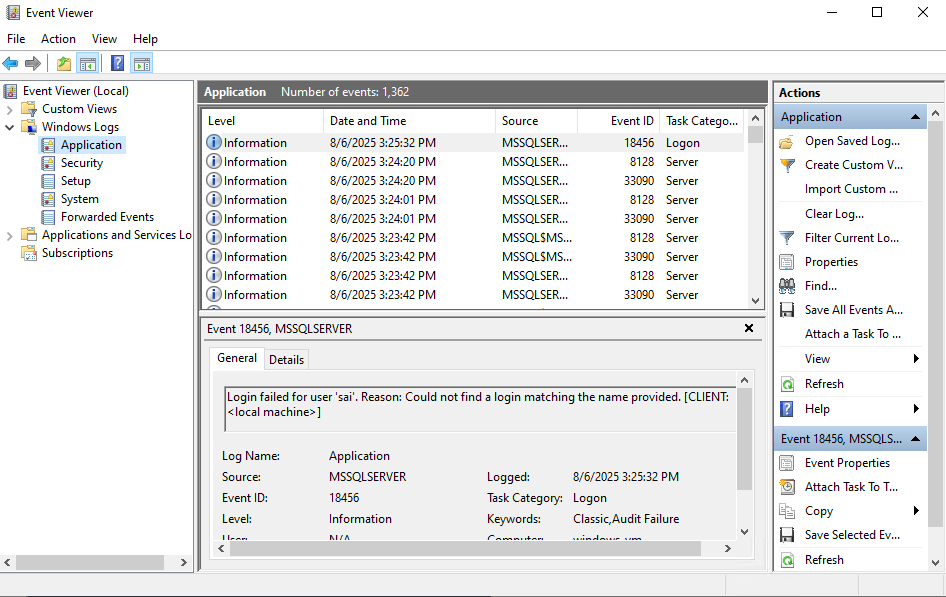 Event Viewer
File Action View Help
Event Viewer (Local)
Custom Views
Windows Logs
Application
Security
Setup
System
Forwarded Events
Applications and Services Lo
Subscriptions
Application Number of events: 1,362
Level Date and Time Source Event ID Task Catego...
Information 8/6/2025 3:25:32 PM MSSQLSER... 18456 Logon
Information 8/6/2025 3:24:20 PM MSSQLSER... 8128 Server
Information 8/6/2025 3:24:20 PM MSSQLSER... 33090 Server
Information 8/6/2025 3:24:01 PM MSSQLSER... 8128 Server
Information 8/6/2025 3:24:01 PM MSSQLSER... 33090 Server
Information 8/6/2025 3:23:42 PM MSSQL$MS... 8128 Server
Information 8/6/2025 3:23:42 PM MSSQL$MS... 33090 Server
Information 8/6/2025 3:23:42 PM MSSQLSER... 8128 Server
Information 8/6/2025 3:23:42 PM MSSQLSER... 33090 Server
Event 18456, MSSQLSERVER
General Details
Login failed for user 'sai'. Reason: Could not find a login matching the name provided. [CLIENT:
<local machine>]
Log Name: Application
Source: MSSQLSERVER Logged: 8/6/2025 3:25:32 PM
Event ID: 18456 Task Category: Logon
Level: Information Keywords: Classic,Audit Failure
User: N/A Computer: windows-vm
Actions
Application
Open Saved Log...
Create Custom V...
Import Custom ...
Clear Log...
Filter Current Lo...
Properties
Find...
Save All Events A...
Attach a Task To ...
View
Refresh
Help
Event 18456, MSSQLS...
Event Properties
Attach Task To T...
Copy
Save Selected Ev...
Refresh